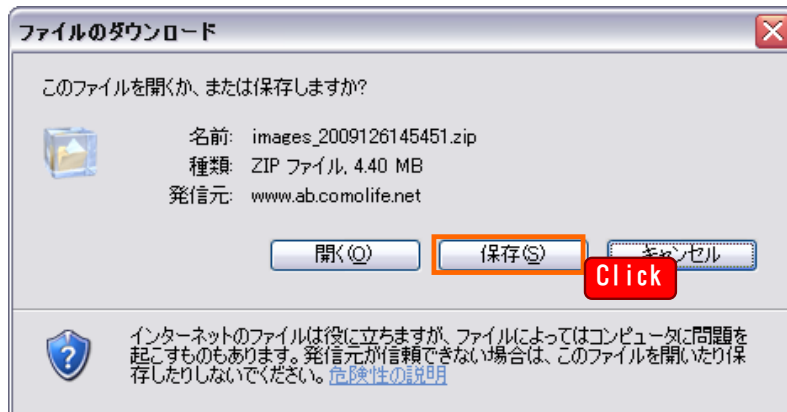 ファイルのダウンロード
このファイルを開くか、または保存しますか?
名前: images_2009126145451.zip
種類: ZIP ファイル, 4.40 MB
発信元: www.ab.comolife.net
開く(O) 保存(S) キャンセル
Click
インターネットのファイルは役に立ちますが、ファイルによってはコンピュータに問題を
起こすものもあります。発信元が信頼できない場合は、このファイルを開いたり保
存したりしないでください。危険性の説明